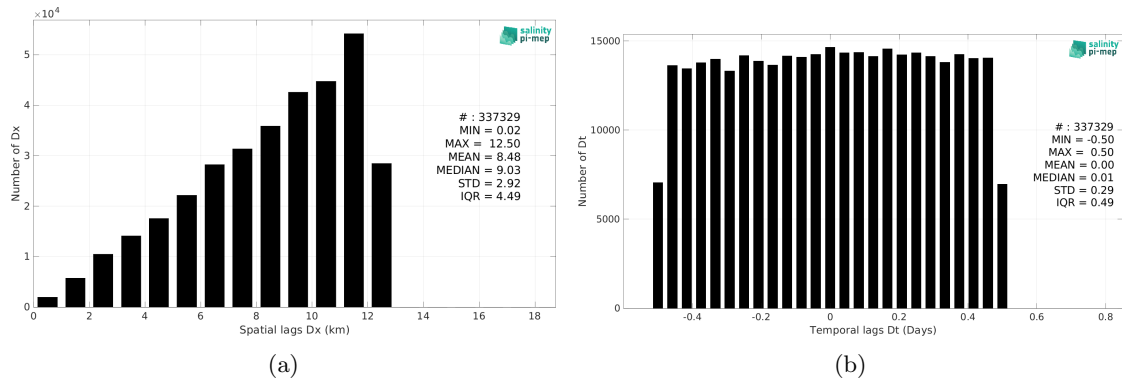 ×10⁴
salinity
pi-mep
5
4
3
2
1
0
Number of Dx
# : 337329
MIN = 0.02
MAX = 12.50
MEAN = 8.48
MEDIAN = 9.03
STD = 2.92
IQR = 4.49
0 2 4 6 8 10 12 14 16 18
Spatial lags Dx (km)
(a)
salinity
pi-mep
15000
10000
5000
0
Number of Dt
# : 337329
MIN = -0.50
MAX = 0.50
MEAN = 0.00
MEDIAN = 0.01
STD = 0.29
IQR = 0.49
-0.4 -0.2 0 0.2 0.4 0.6 0.8
Temporal lags Dt (Days)
(b)